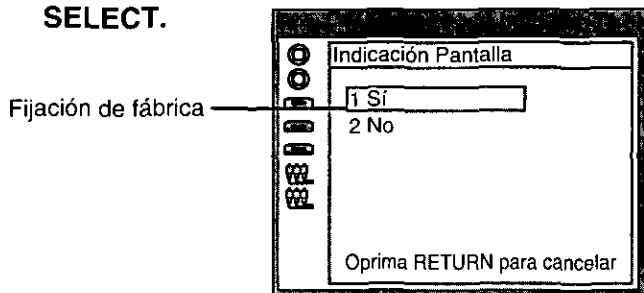 SELECT.
Indicación Pantalla
Fijación de fábrica
1 Sí
2 No
Oprima RETURN para cancelar